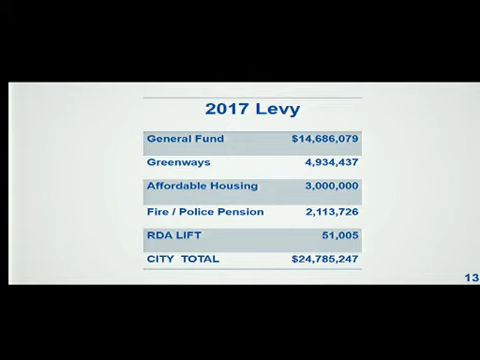 2017 Levy
General Fund $14,686,079
Greenways 4,934,437
Affordable Housing 3,000,000
Fire / Police Pension 2,113,726
RDA LIFT 51,005
CITY TOTAL $24,785,247
13